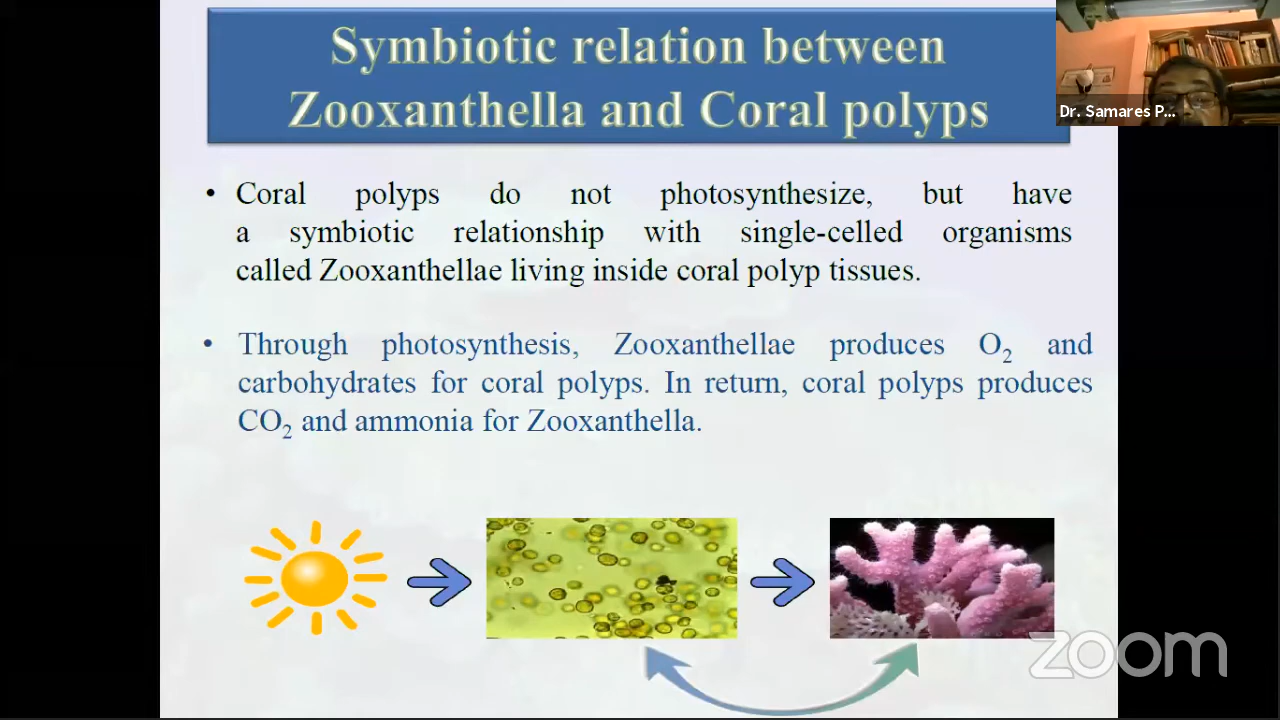 Symbiotic relation between
Zooxanthella and Coral polyps
Dr. Samares P...
• Coral polyps do not photosynthesize, but have
a symbiotic relationship with single-celled organisms
called Zooxanthellae living inside coral polyp tissues.
• Through photosynthesis, Zooxanthellae produces O₂ and
carbohydrates for coral polyps. In return, coral polyps produces
CO₂ and ammonia for Zooxanthella.
zoom